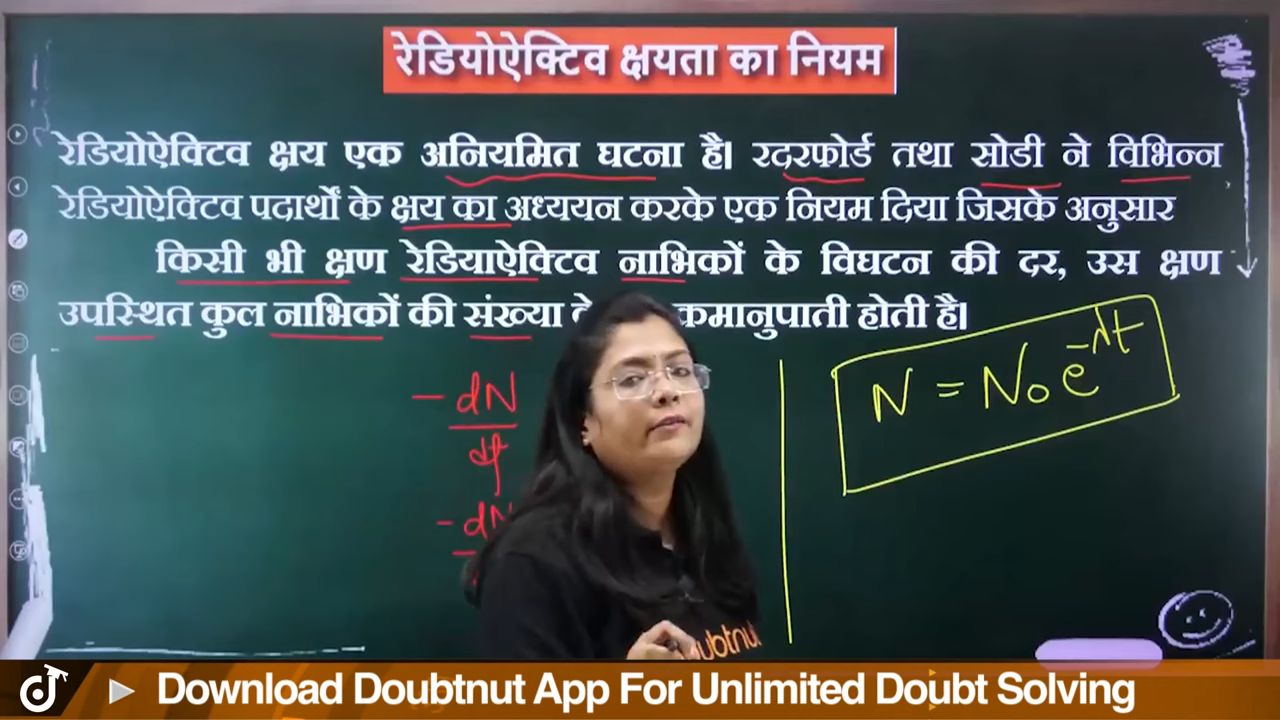 रेडियोऐक्टिव क्षयता का नियम
रेडियोऐक्टिव क्षय एक अनियमित घटना है। रदरफोर्ड तथा सोडी ने विभिन्न
रेडियोऐक्टिव पदार्थों के क्षय का अध्ययन करके एक नियम दिया जिसके अनुसार
किसी भी क्षण रेडियाऐक्टिव नाभिकों के विघटन की दर, उस क्षण
उपस्थित कुल नाभिकों की संख्या कमानुपाती होती है।
-dN
dt
-dN
N = N₀e^-λt
Download Doubtnut App For Unlimited Doubt Solving